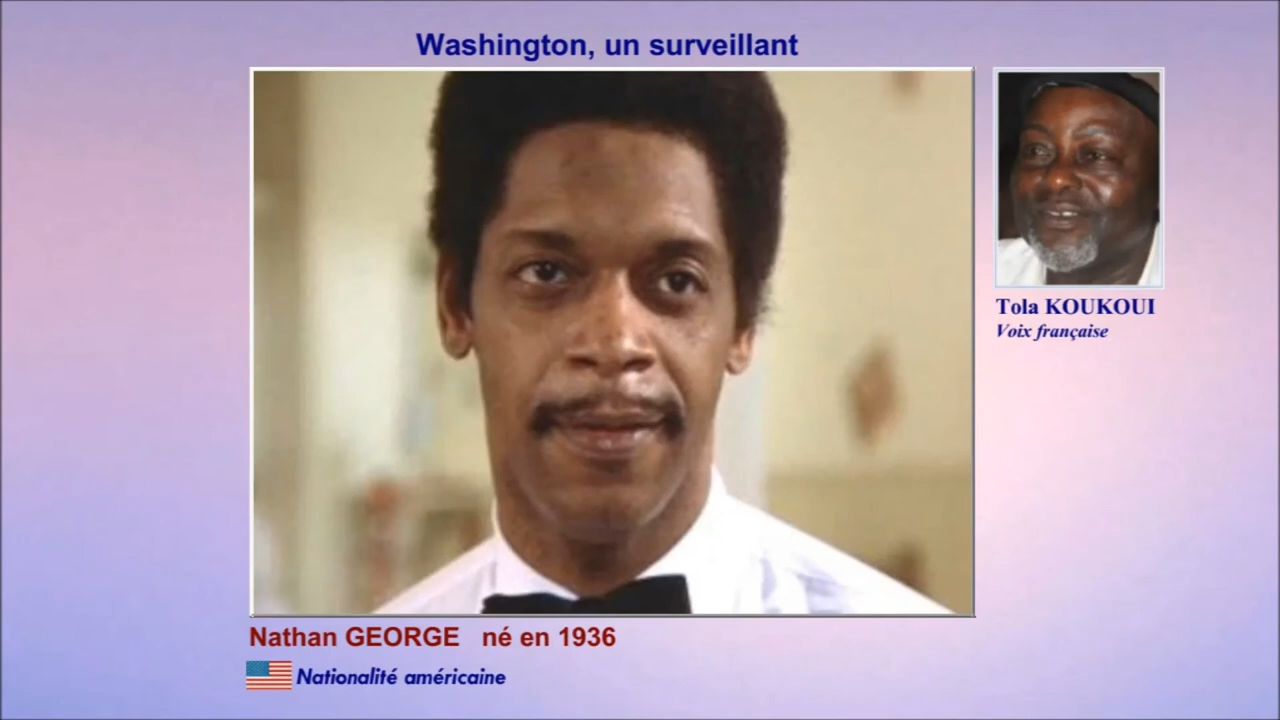 Washington, un surveillant
Tola KOUKOUI
Voix française
Nathan GEORGE né en 1936
Nationalité américaine